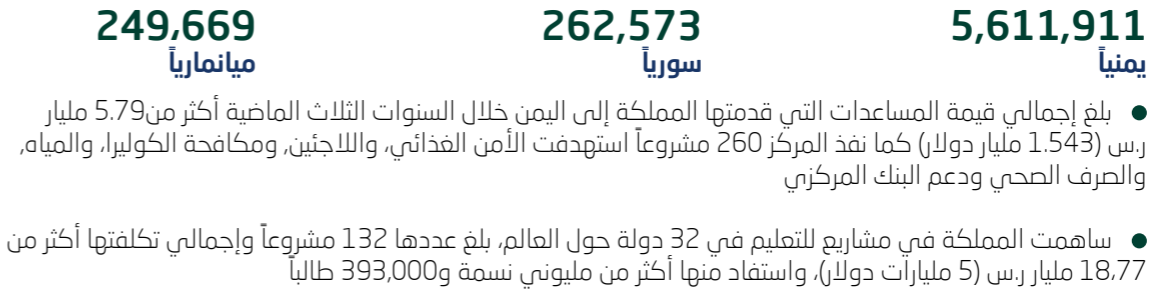 5,611,911
يمنياً
262,573
سورياً
249،669
ميانمارياً
● بلغ إجمالي قيمة المساعدات التي قدمتها المملكة إلى اليمن خلال السنوات الثلاث الماضية أكثر من5.79 مليار
ر.س (1.543 مليار دولار) كما نفذ المركز 260 مشروعاً استهدفت الأمن الغذائي، واللاجئين, ومكافحة الكوليرا، والمياه,
والصرف الصحي ودعم البنك المركزي
● ساهمت المملكة في مشاريع للتعليم في 32 دولة حول العالم، بلغ عددها 132 مشروعاً وإجمالي تكلفتها أكثر من
18،77 مليار ر.س (5 مليارات دولار)، واستفاد منها أكثر من مليوني نسمة و393,000 طالباً